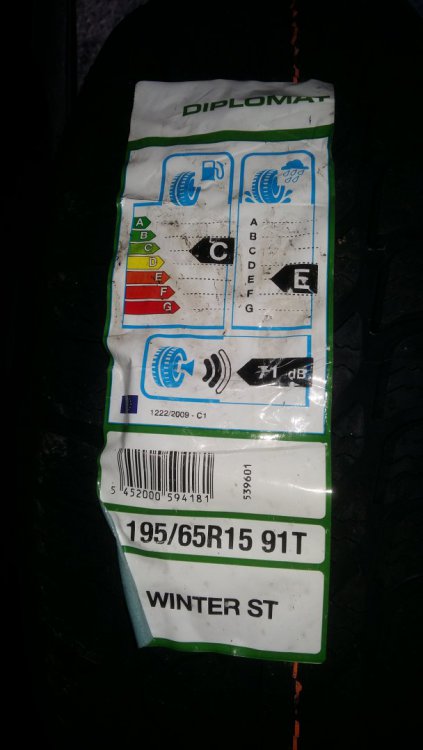 DIPLOMAT
A
B
C
D
E
F
G
C
A
B
C
D
E
F
G
E
71 dB
1222/2009 - C1
5 452000 594181
539601
195/65R15 91T
WINTER ST